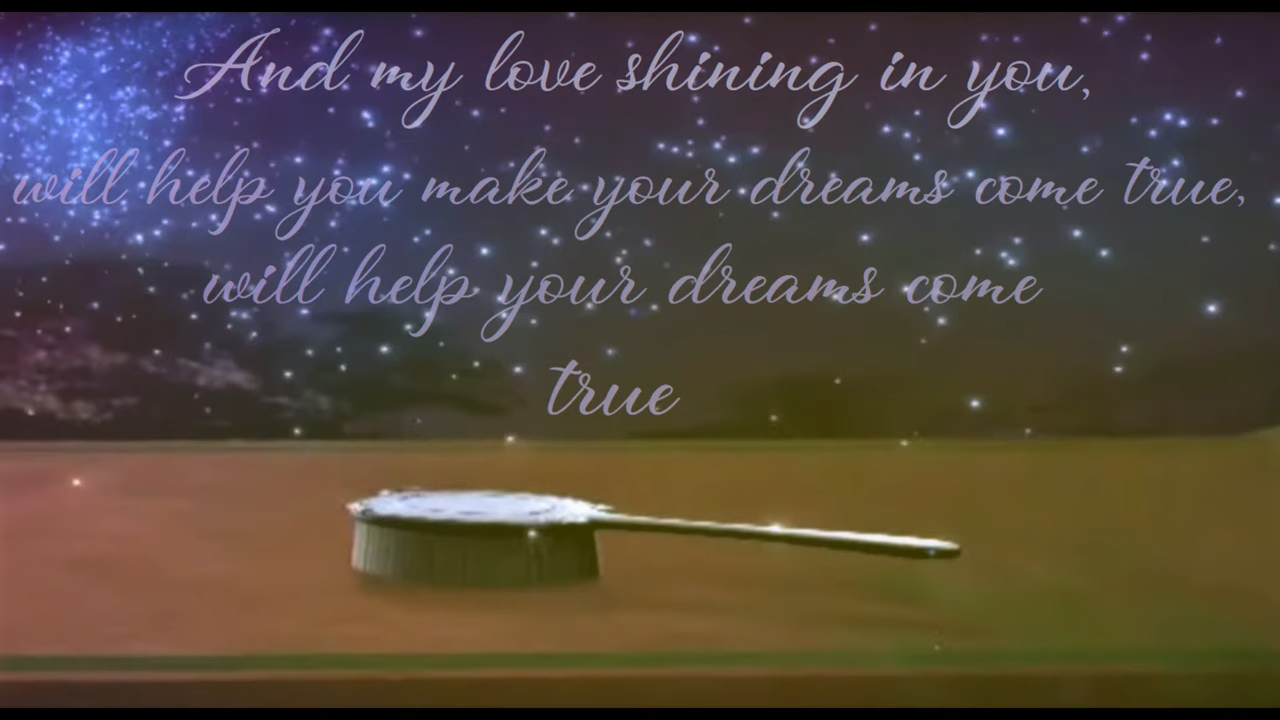 And my love shining in you,
will help you make your dreams come true,
will help your dreams come
true